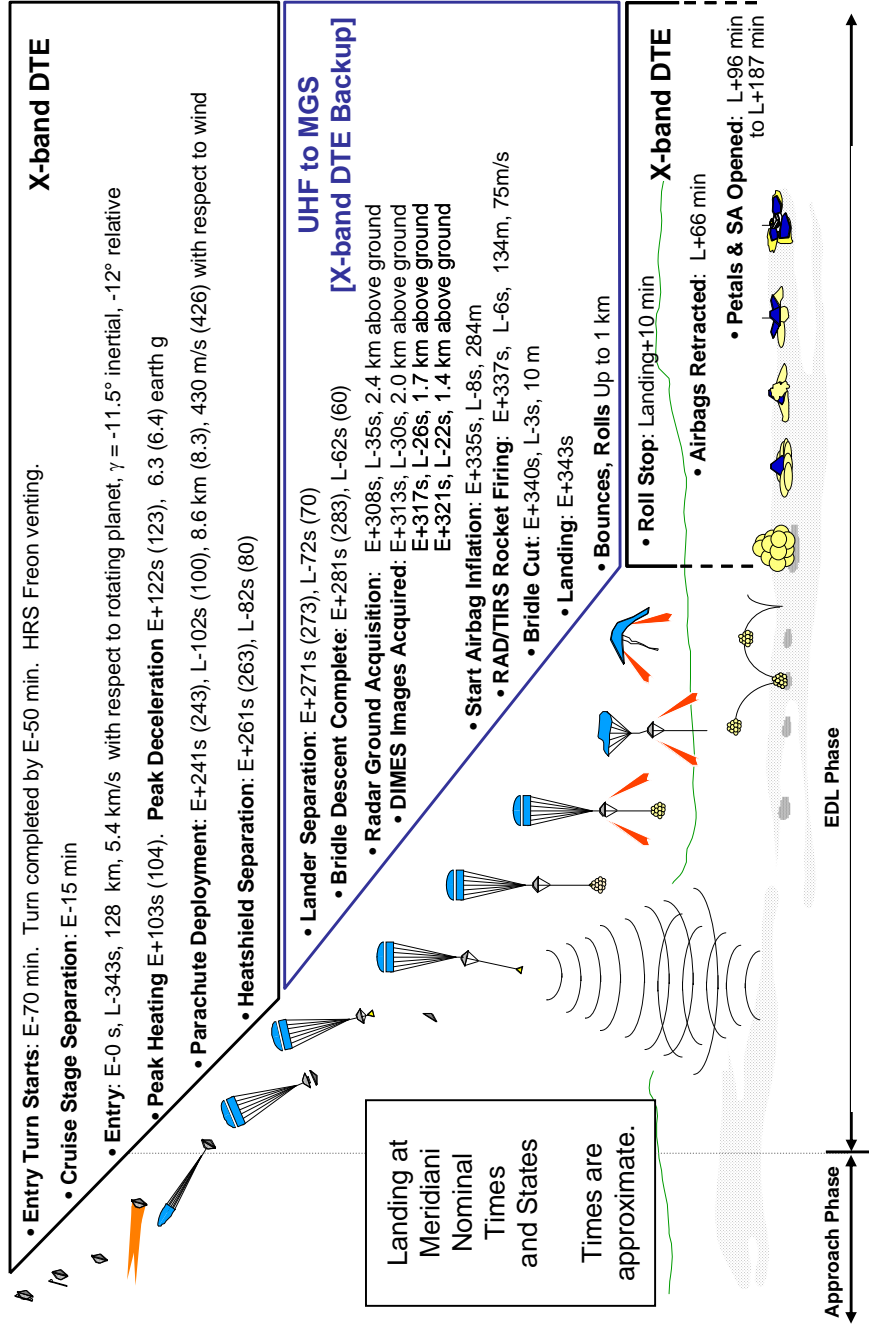 • Entry Turn Starts: E-70 min. Turn completed by E-50 min. HRS Freon venting.
• Cruise Stage Separation: E-15 min
• Entry: E-0 s, L-343s, 128 km, 5.4 km/s with respect to rotating planet, γ = -11.5° inertial, -12° relative
• Peak Heating E+103s (104). Peak Deceleration E+122s (123), 6.3 (6.4) earth g
• Parachute Deployment: E+241s (243), L-102s (100), 8.6 km (8.3), 430 m/s (426) with respect to wind
• Heatshield Separation: E+261s (263), L-82s (80)
X-band DTE
• Lander Separation: E+271s (273), L-72s (70)
• Bridle Descent Complete: E+281s (283), L-62s (60)
• Radar Ground Acquisition: E+308s, L-35s, 2.4 km above ground
• DIMES Images Acquired: E+313s, L-30s, 2.0 km above ground
E+317s, L-26s, 1.7 km above ground
E+321s, L-22s, 1.4 km above ground
• Start Airbag Inflation: E+335s, L-8s, 284m
• RAD/TIRS Rocket Firing: E+337s, L-6s, 134m, 75m/s
• Bridle Cut: E+340s, L-3s, 10 m
• Landing: E+343s
• Bounces, Rolls Up to 1 km
UHF to MGS
[X-band DTE Backup]
• Roll Stop: Landing+10 min
X-band DTE
• Airbags Retracted: L+66 min
• Petals & SA Opened: L+96 min
to L+187 min
Landing at
Meridiani
Nominal
Times
and States
Times are
approximate.
Approach Phase
EDL Phase